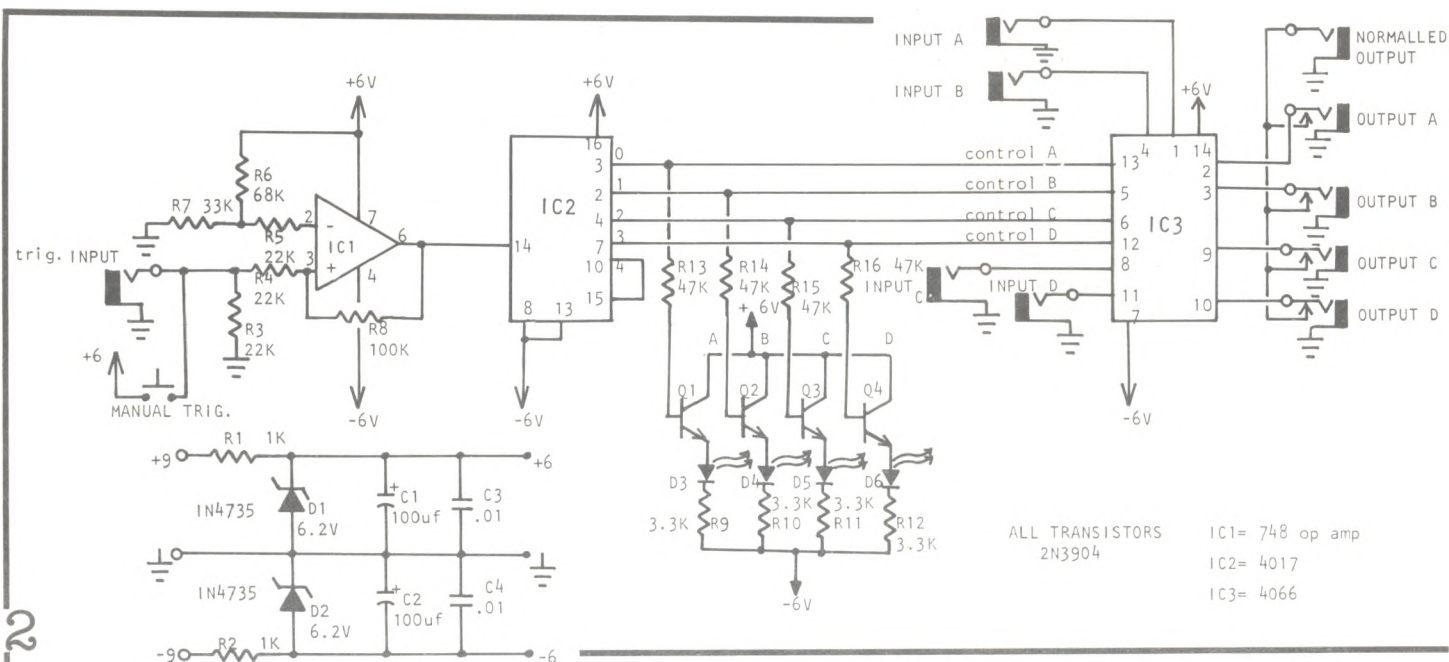 INPUT A
INPUT B
NORMALLED
OUTPUT
OUTPUT A
OUTPUT B
OUTPUT C
OUTPUT D
+6V
4
1
14
2
3
13
5
IC3
6
12
8
9
11
10
7
-6V
control A
control B
control C
control D
INPUT
C
INPUT D
+6V
16
3
0
2
1
IC2
4
2
7
3
14
10
4
15
8
13
-6V
+6V
R6
68K
R7 33K
R5
22K
2
-
7
IC1
6
3
+
4
R4
22K
trig. INPUT
R3
22K
R8
100K
-6V
+6
MANUAL TRIG.
R13
47K
R14
47K
R15
47K
R16 47K
+ 6V
A
B
C
D
Q1
Q2
Q3
Q4
D3
D4
D5
D6
3.3K
R9
3.3K
R10
3.3K
R11
R12
3.3K
-6V
+9
R1 1K
+6
IN4735
D1
6.2V
+
C1
100uf
C3
.01
IN4735
D2
6.2V
+
C2
100uf
C4
.01
-9
R2 1K
-6
ALL TRANSISTORS
2N3904
IC1= 748 op amp
IC2= 4017
IC3= 4066
2